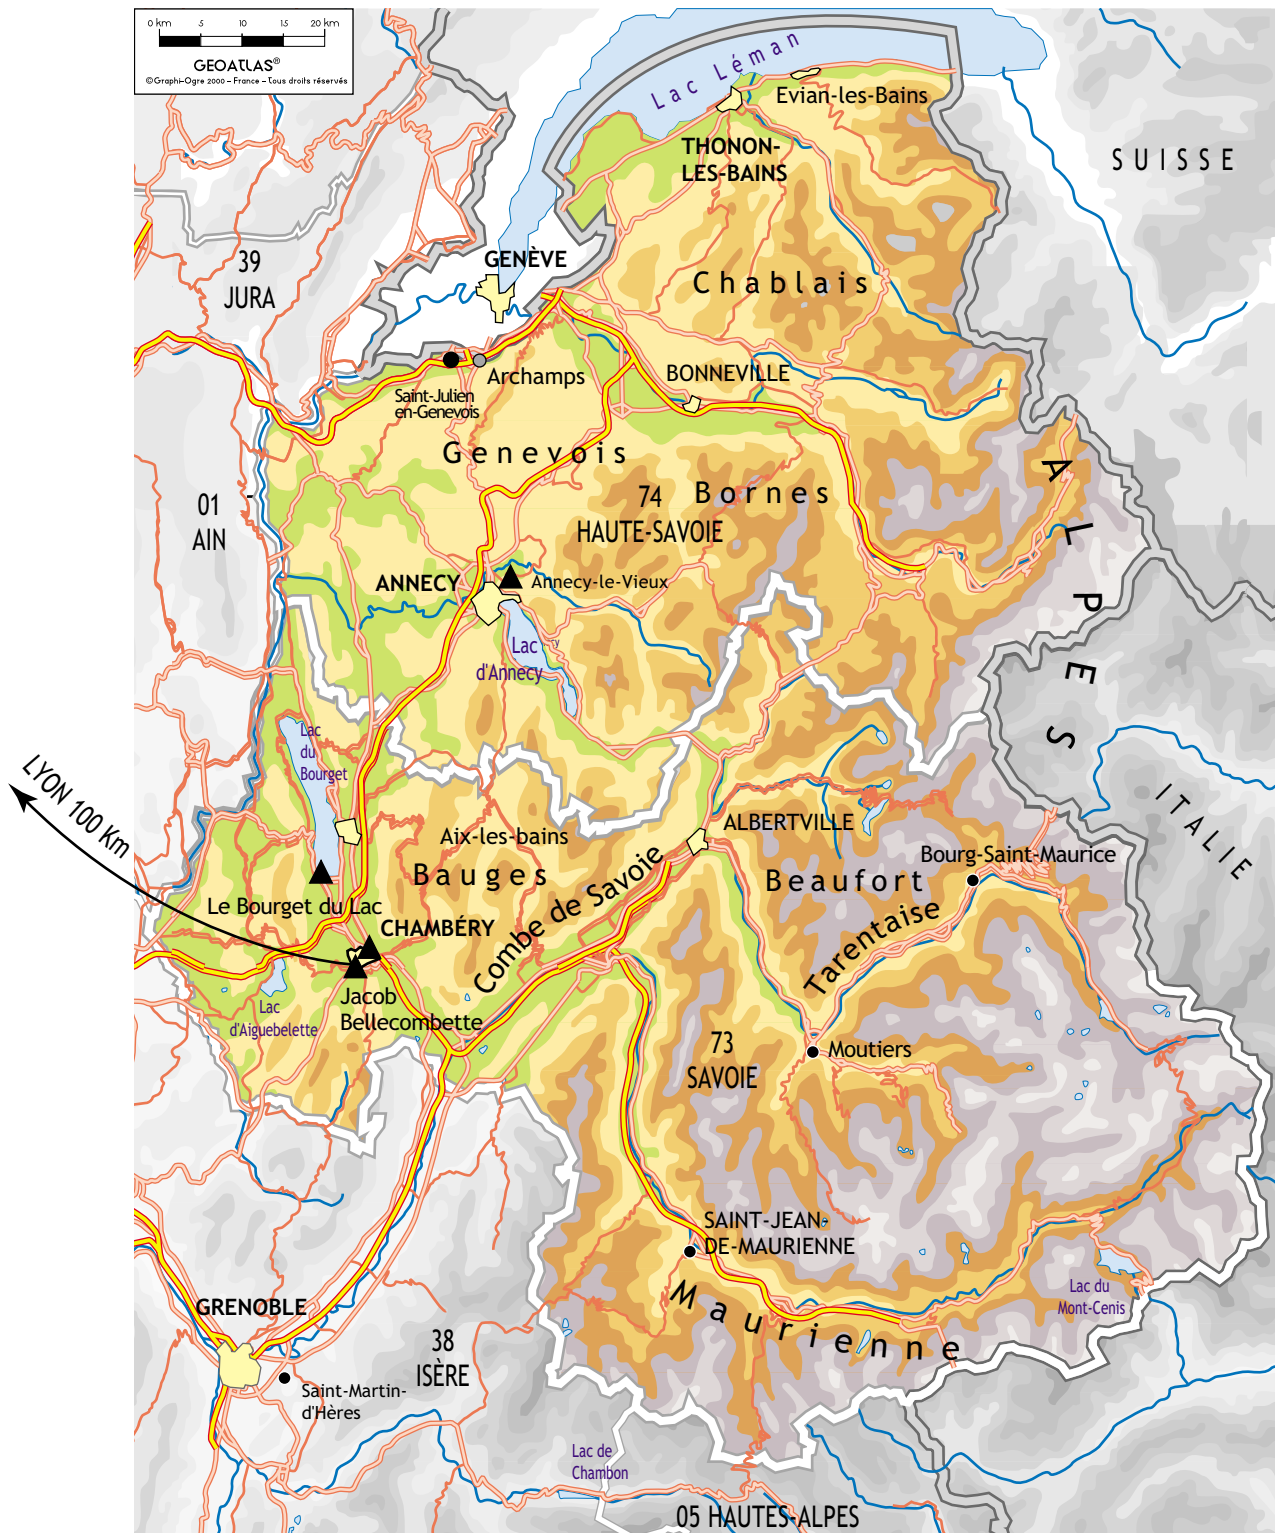 0 km 5 10 15 20 km
GEOATLAS®
©Graphi-Ogre 2000 - France - Tous droits réservés
Lac Léman
Evian-les-Bains
THONON-
LES-BAINS
SUISSE
GENÈVE
39
JURA
Chablais
Archamps
BONNEVILLE
Saint-Julien
en-Genevois
Genevois
ALPES
01
AIN
74
HAUTE-SAVOIE
Bornes
ANNECY
Annecy-le-Vieux
Lac
d'Annecy
Lac
du
Bourget
LYON 100 Km
ITALIE
Aix-les-bains
ALBERTVILLE
Bauges
Combe de Savoie
Beaufort
Bourg-Saint-Maurice
Le Bourget du Lac
CHAMBÉRY
Tarentaise
Jacob
Bellecombette
Lac
d'Aiguebelette
73
SAVOIE
Moutiers
SAINT-JEAN-
DE-MAURIENNE
Maurienne
Lac du
Mont-Cenis
GRENOBLE
38
ISÈRE
Saint-Martin-
d'Hères
Lac de
Chambon
05 HAUTES-ALPES